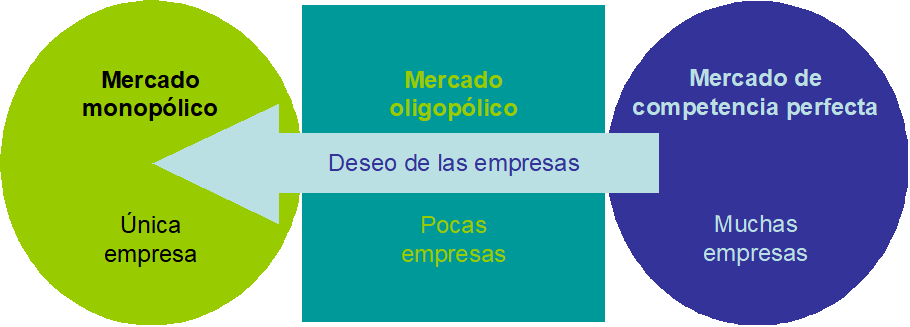 Mercado
monopólico
Mercado
oligopólico
Mercado de
competencia perfecta
Deseo de las empresas
Única
empresa
Pocas
empresas
Muchas
empresas